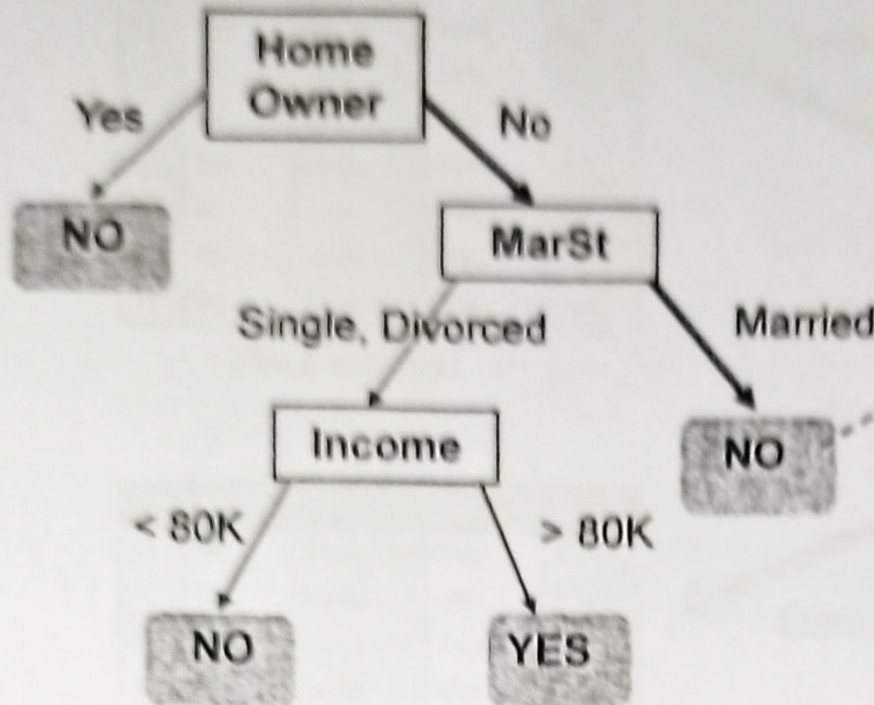 Home
Owner
Yes
No
NO
MarSt
Single, Divorced
Married
Income
NO
< 80K
> 80K
NO
YES